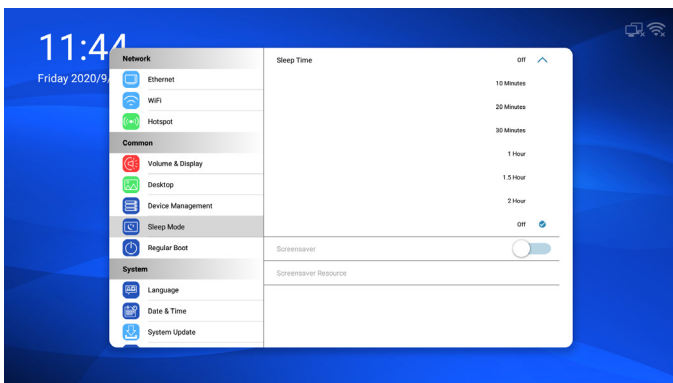 11:44
Friday 2020/9/
Network
Ethernet
WiFi
Hotspot
Common
Volume & Display
Desktop
Device Management
Sleep Mode
Regular Boot
System
Language
Date & Time
System Update
Sleep Time
Off
10 Minutes
20 Minutes
30 Minutes
1 Hour
1.5 Hour
2 Hour
Off
Screensaver
Screensaver Resource